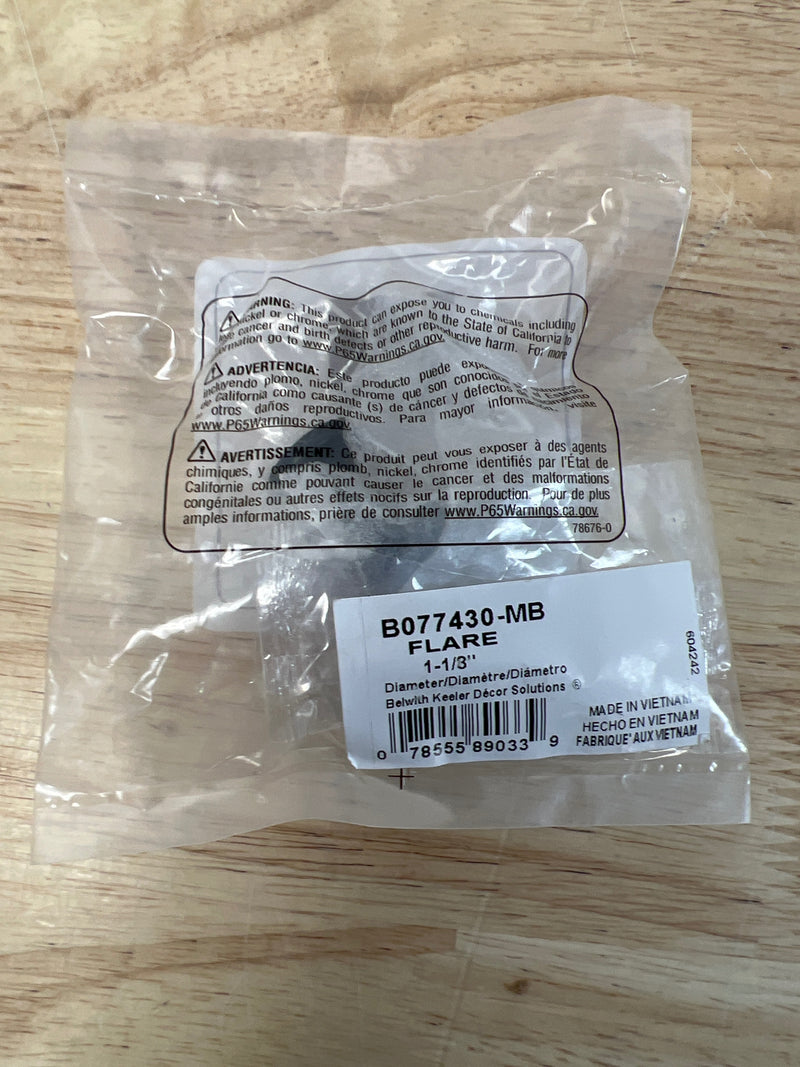 WARNING: This product can expose you to chemicals including
nickel or chrome, which are known to the State of California to
cancer and birth defects or other reproductive harm. For more
information go to www.P65Warnings.ca.gov.
ADVERTENCIA: Este producto puede
incluyendo plomo, nickel, chrome que son
de California como causante (s) de cáncer y defectos
u otros daños reproductivos. Para mayor visite
www.P65Warnings.ca.gov
AVERTISSEMENT: Ce produit peut vous exposer à des agents
chimiques, y compris plomb, nickel, chrome identifiés par l'État de
Californie comme pouvant causer le cancer et des malformations
congénitales ou autres effets nocifs sur la reproduction. Pour de plus
amples informations, prière de consulter www.P65Warnings.ca.gov.
78676-0
B077430-MB
FLARE
1-1/8"
Diameter/Diamètre/Diámetro
Belwith Keeler Décor Solutions ®
604242
MADE IN VIETNAM
HECHO EN VIETNAM
FABRIQUE' AUX VIETNAM
0 78555 89033 9